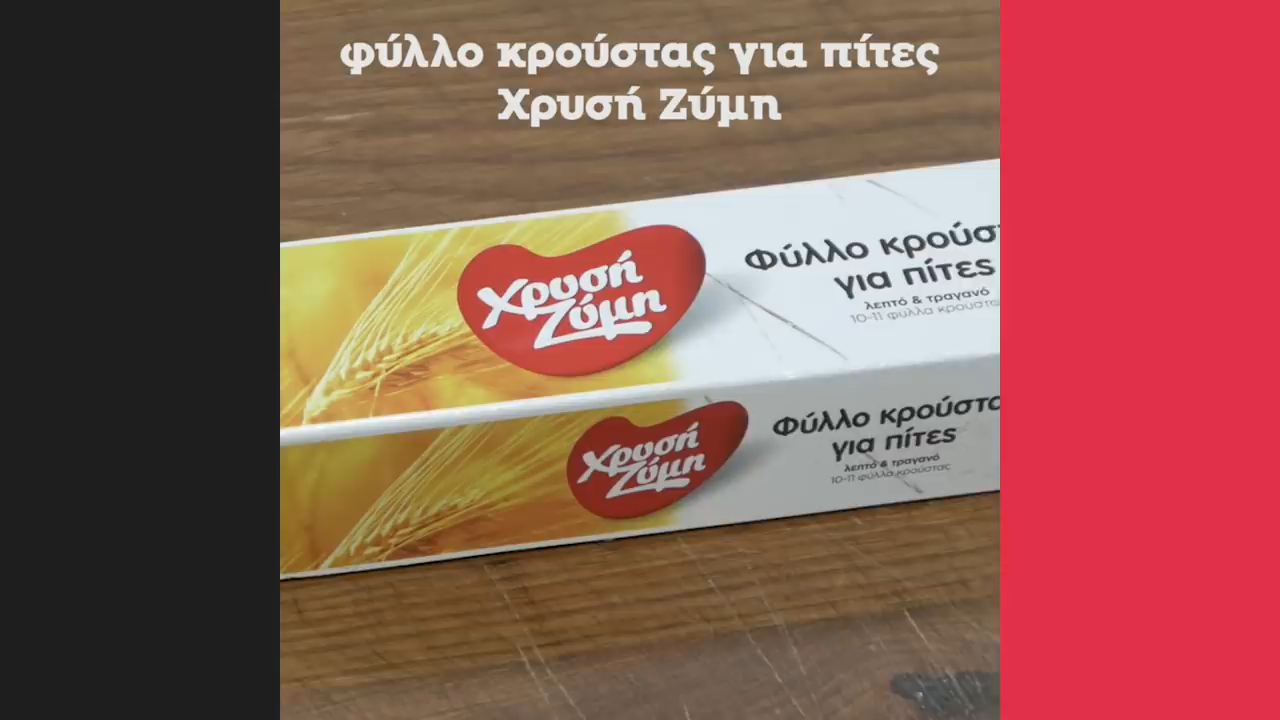 φύλλο κρούστας για πίτες
Χρυσή Ζύμη
Χρυσή
Ζύμη
Φύλλο κρούσ
για πίτες
λεπτό & τραγανό
10-11 φύλλα κρούστας
Χρυσή
Ζύμη
Φύλλο κρούστα
για πίτες
λεπτό & τραγανό
10-11 φύλλα κρούστας